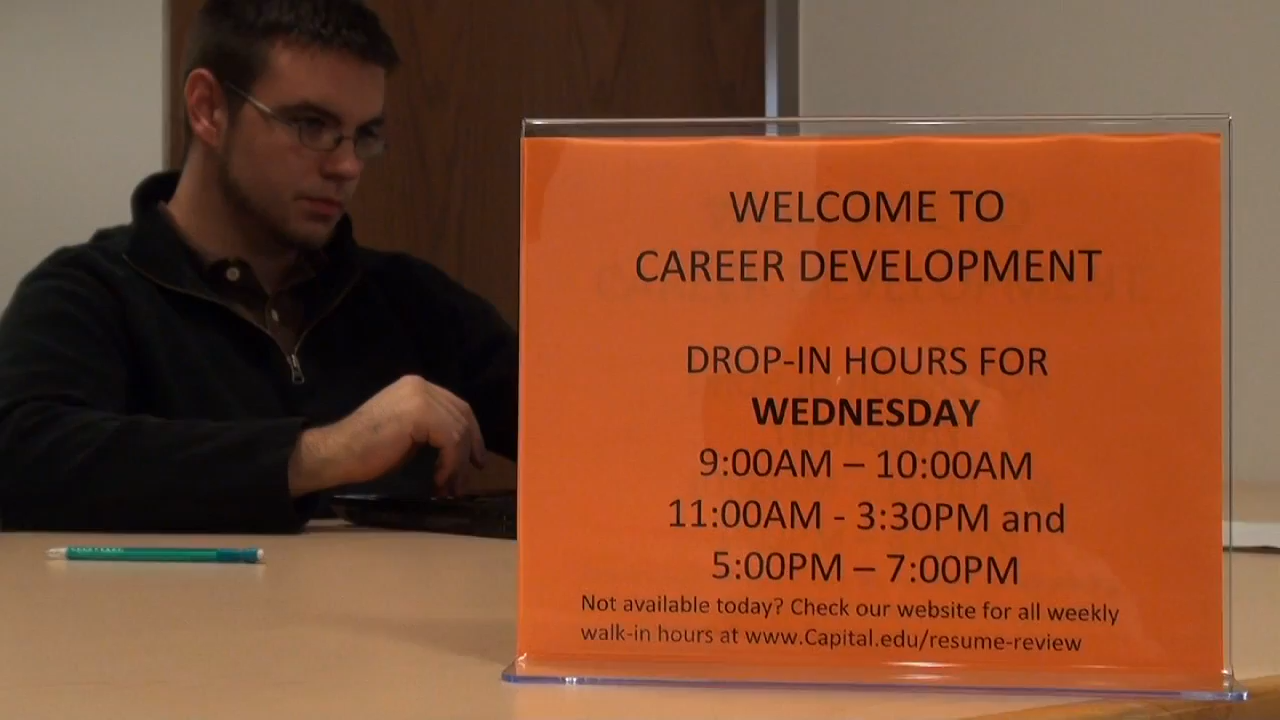 WELCOME TO
CAREER DEVELOPMENT
DROP-IN HOURS FOR
WEDNESDAY
9:00AM – 10:00AM
11:00AM - 3:30PM and
5:00PM – 7:00PM
Not available today? Check our website for all weekly
walk-in hours at www.Capital.edu/resume-review